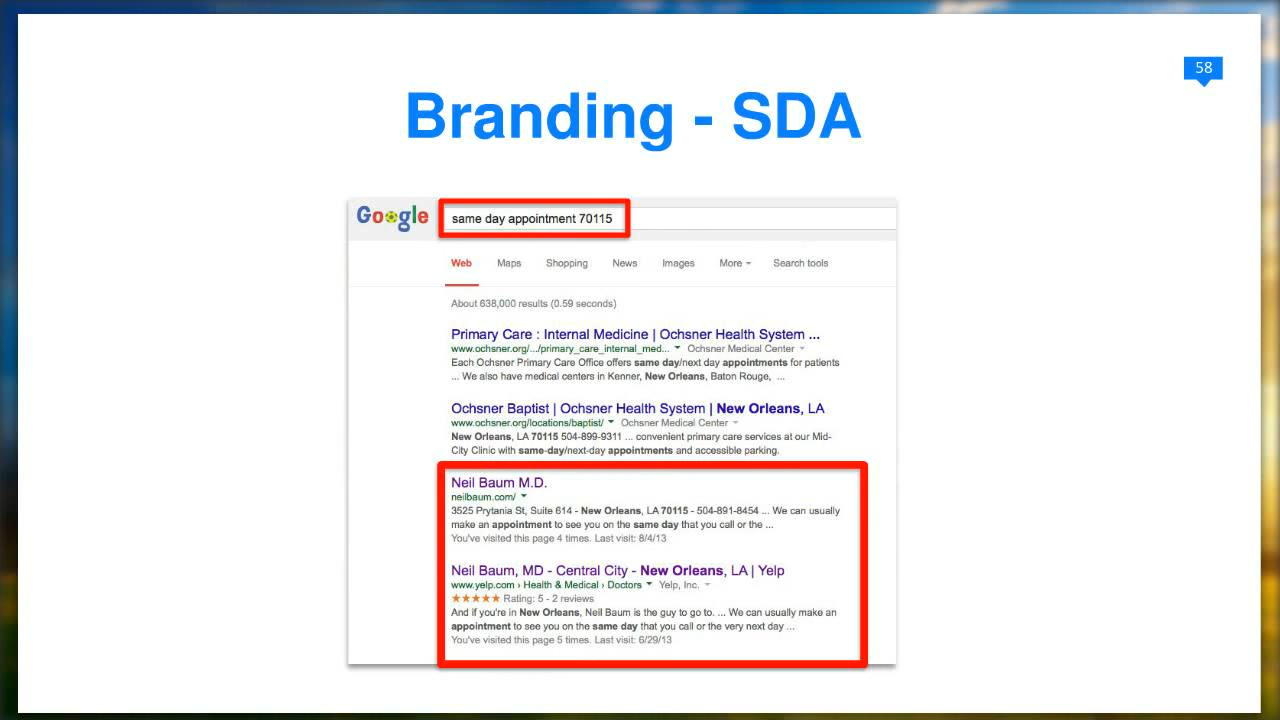 58
Branding - SDA
Google
same day appointment 70115
Web Maps Shopping News Images More Search tools
About 638,000 results (0.59 seconds)
Primary Care : Internal Medicine | Ochsner Health System ...
www.ochsner.org/.../primary_care_internal_med... Ochsner Medical Center
Each Ochsner Primary Care Office offers same day/next day appointments for patients
... We also have medical centers in Kenner, New Orleans, Baton Rouge, ...
Ochsner Baptist | Ochsner Health System | New Orleans, LA
www.ochsner.org/locations/baptist/ Ochsner Medical Center
New Orleans, LA 70115 504-899-9311 ... convenient primary care services at our Mid-
City Clinic with same-day/next-day appointments and accessible parking.
Neil Baum M.D.
neilbaum.com/
3525 Prytania St, Suite 614 - New Orleans, LA 70115 - 504-891-8454 ... We can usually
make an appointment to see you on the same day that you call or the ...
You've visited this page 4 times. Last visit: 8/4/13
Neil Baum, MD - Central City - New Orleans, LA | Yelp
www.yelp.com › Health & Medical › Doctors Yelp, Inc.
★★★★★ Rating: 5 - 2 reviews
And if you're in New Orleans, Neil Baum is the guy to go to. ... We can usually make an
appointment to see you on the same day that you call or the very next day ...
You've visited this page 5 times. Last visit: 6/29/13